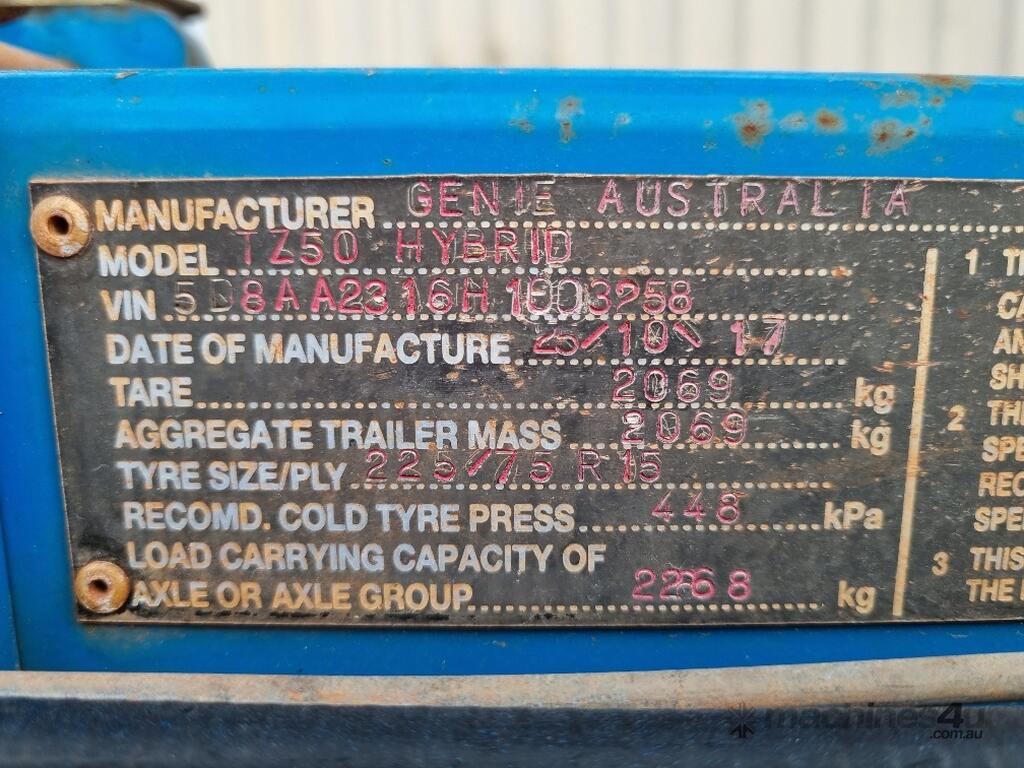 MANUFACTURER GENIE AUSTRALIA
MODEL TZ50 HYBRID
VIN 5D8AA2316H1003258
DATE OF MANUFACTURE 25/10\17
TARE 2069 kg
AGGREGATE TRAILER MASS 2069 kg
TYRE SIZE/PLY 225/75 R 15
RECOMD. COLD TYRE PRESS 448 kPa
LOAD CARRYING CAPACITY OF
AXLE OR AXLE GROUP 2268 kg
1
2
3 THIS
machines4u
.com.au